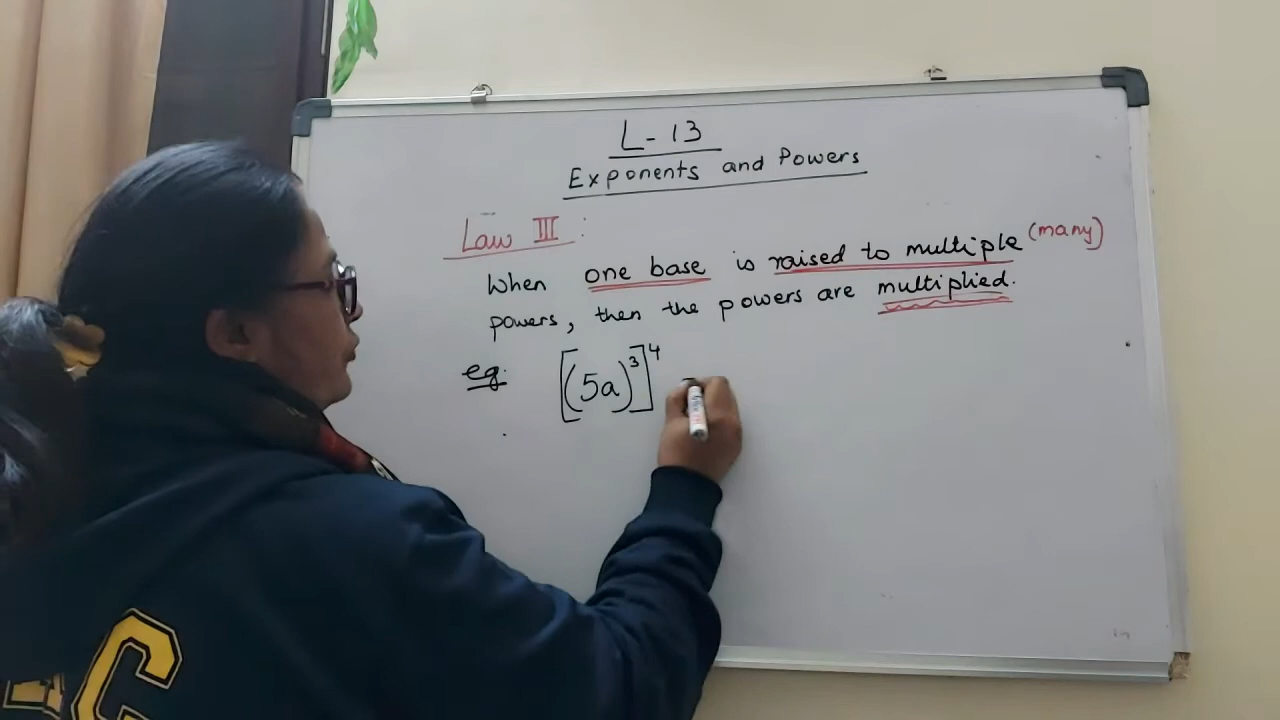 L-13
Exponents and Powers
Law III :
When one base is raised to multiple (many)
powers, then the powers are multiplied.
eg. [(5a)³]⁴
C